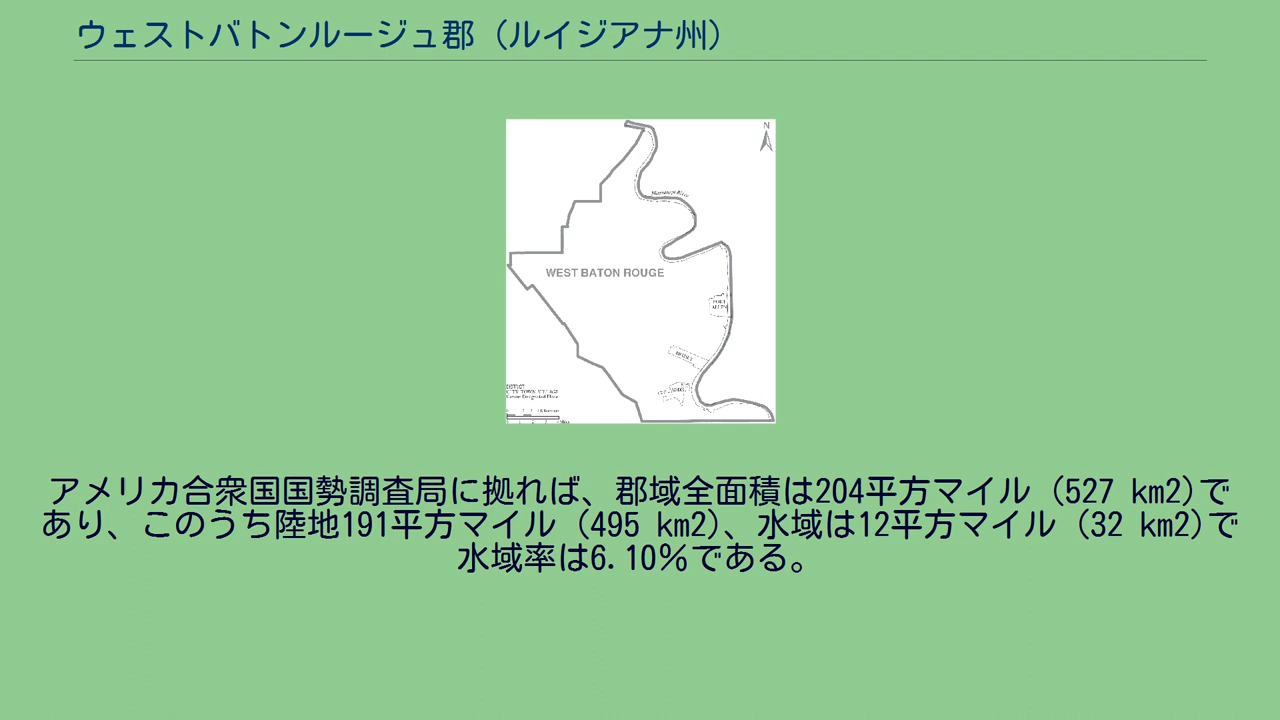 ウェストバトンルージュ郡 (ルイジアナ州)
N
WEST BATON ROUGE
アメリカ合衆国国勢調査局に拠れば、郡域全面積は204平方マイル (527 km2)で
あり、このうち陸地191平方マイル (495 km2)、水域は12平方マイル (32 km2)で
水域率は6.10%である。